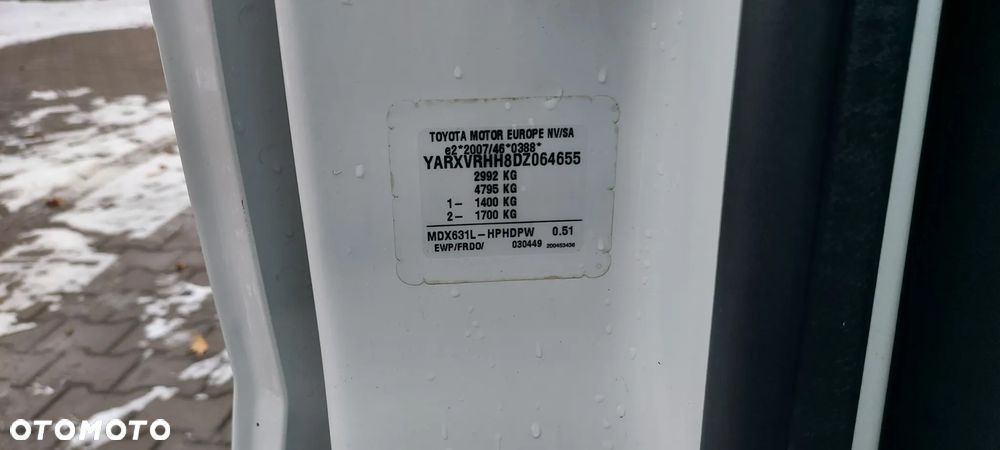 TOYOTA MOTOR EUROPE NV/SA
e2*2007/46*0388*
YARXVRHH8DZ064655
2992 KG
4795 KG
1- 1400 KG
2- 1700 KG
MDX631L-HPHDPW 0.51
EWP/FRDO/ 030449 200453436
OTOMOTO